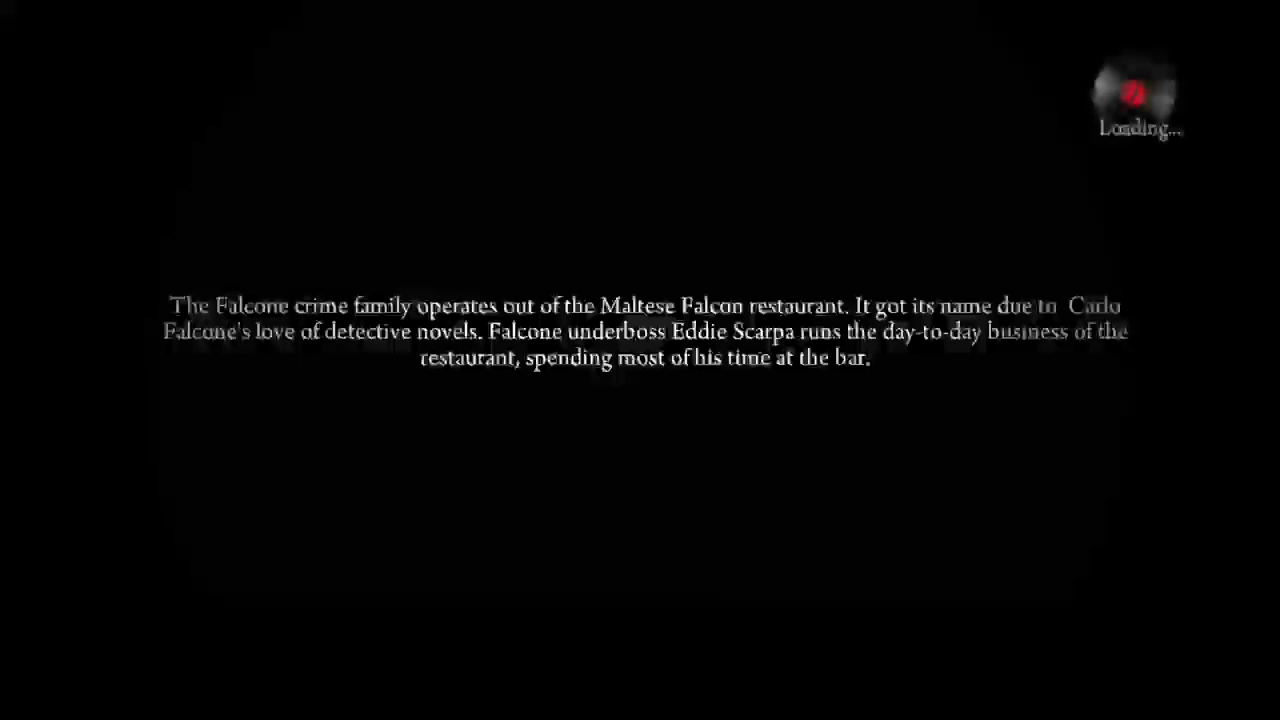 Loading...
The Falcone crime family operates out of the Maltese Falcon restaurant. It got its name due to  Carlo
Falcone's love of detective novels. Falcone underboss Eddie Scarpa runs the day-to-day business of the
restaurant, spending most of his time at the bar.